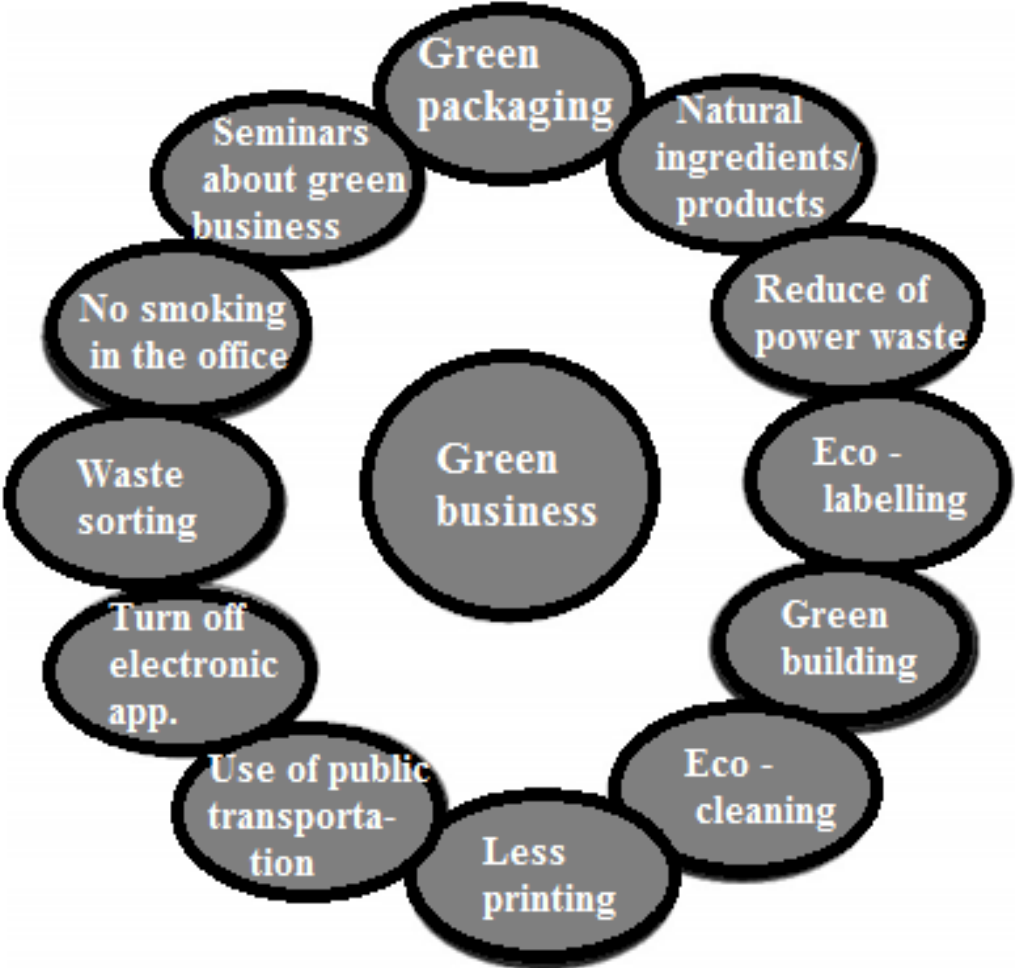 Green
packaging
Natural
ingredients/
products
Reduce of
power waste
Eco -
labelling
Green
building
Eco -
cleaning
Less
printing
Use of public
transporta-
tion
Turn off
electronic
app.
Waste
sorting
No smoking
in the office
Seminars
about green
business
Green
business